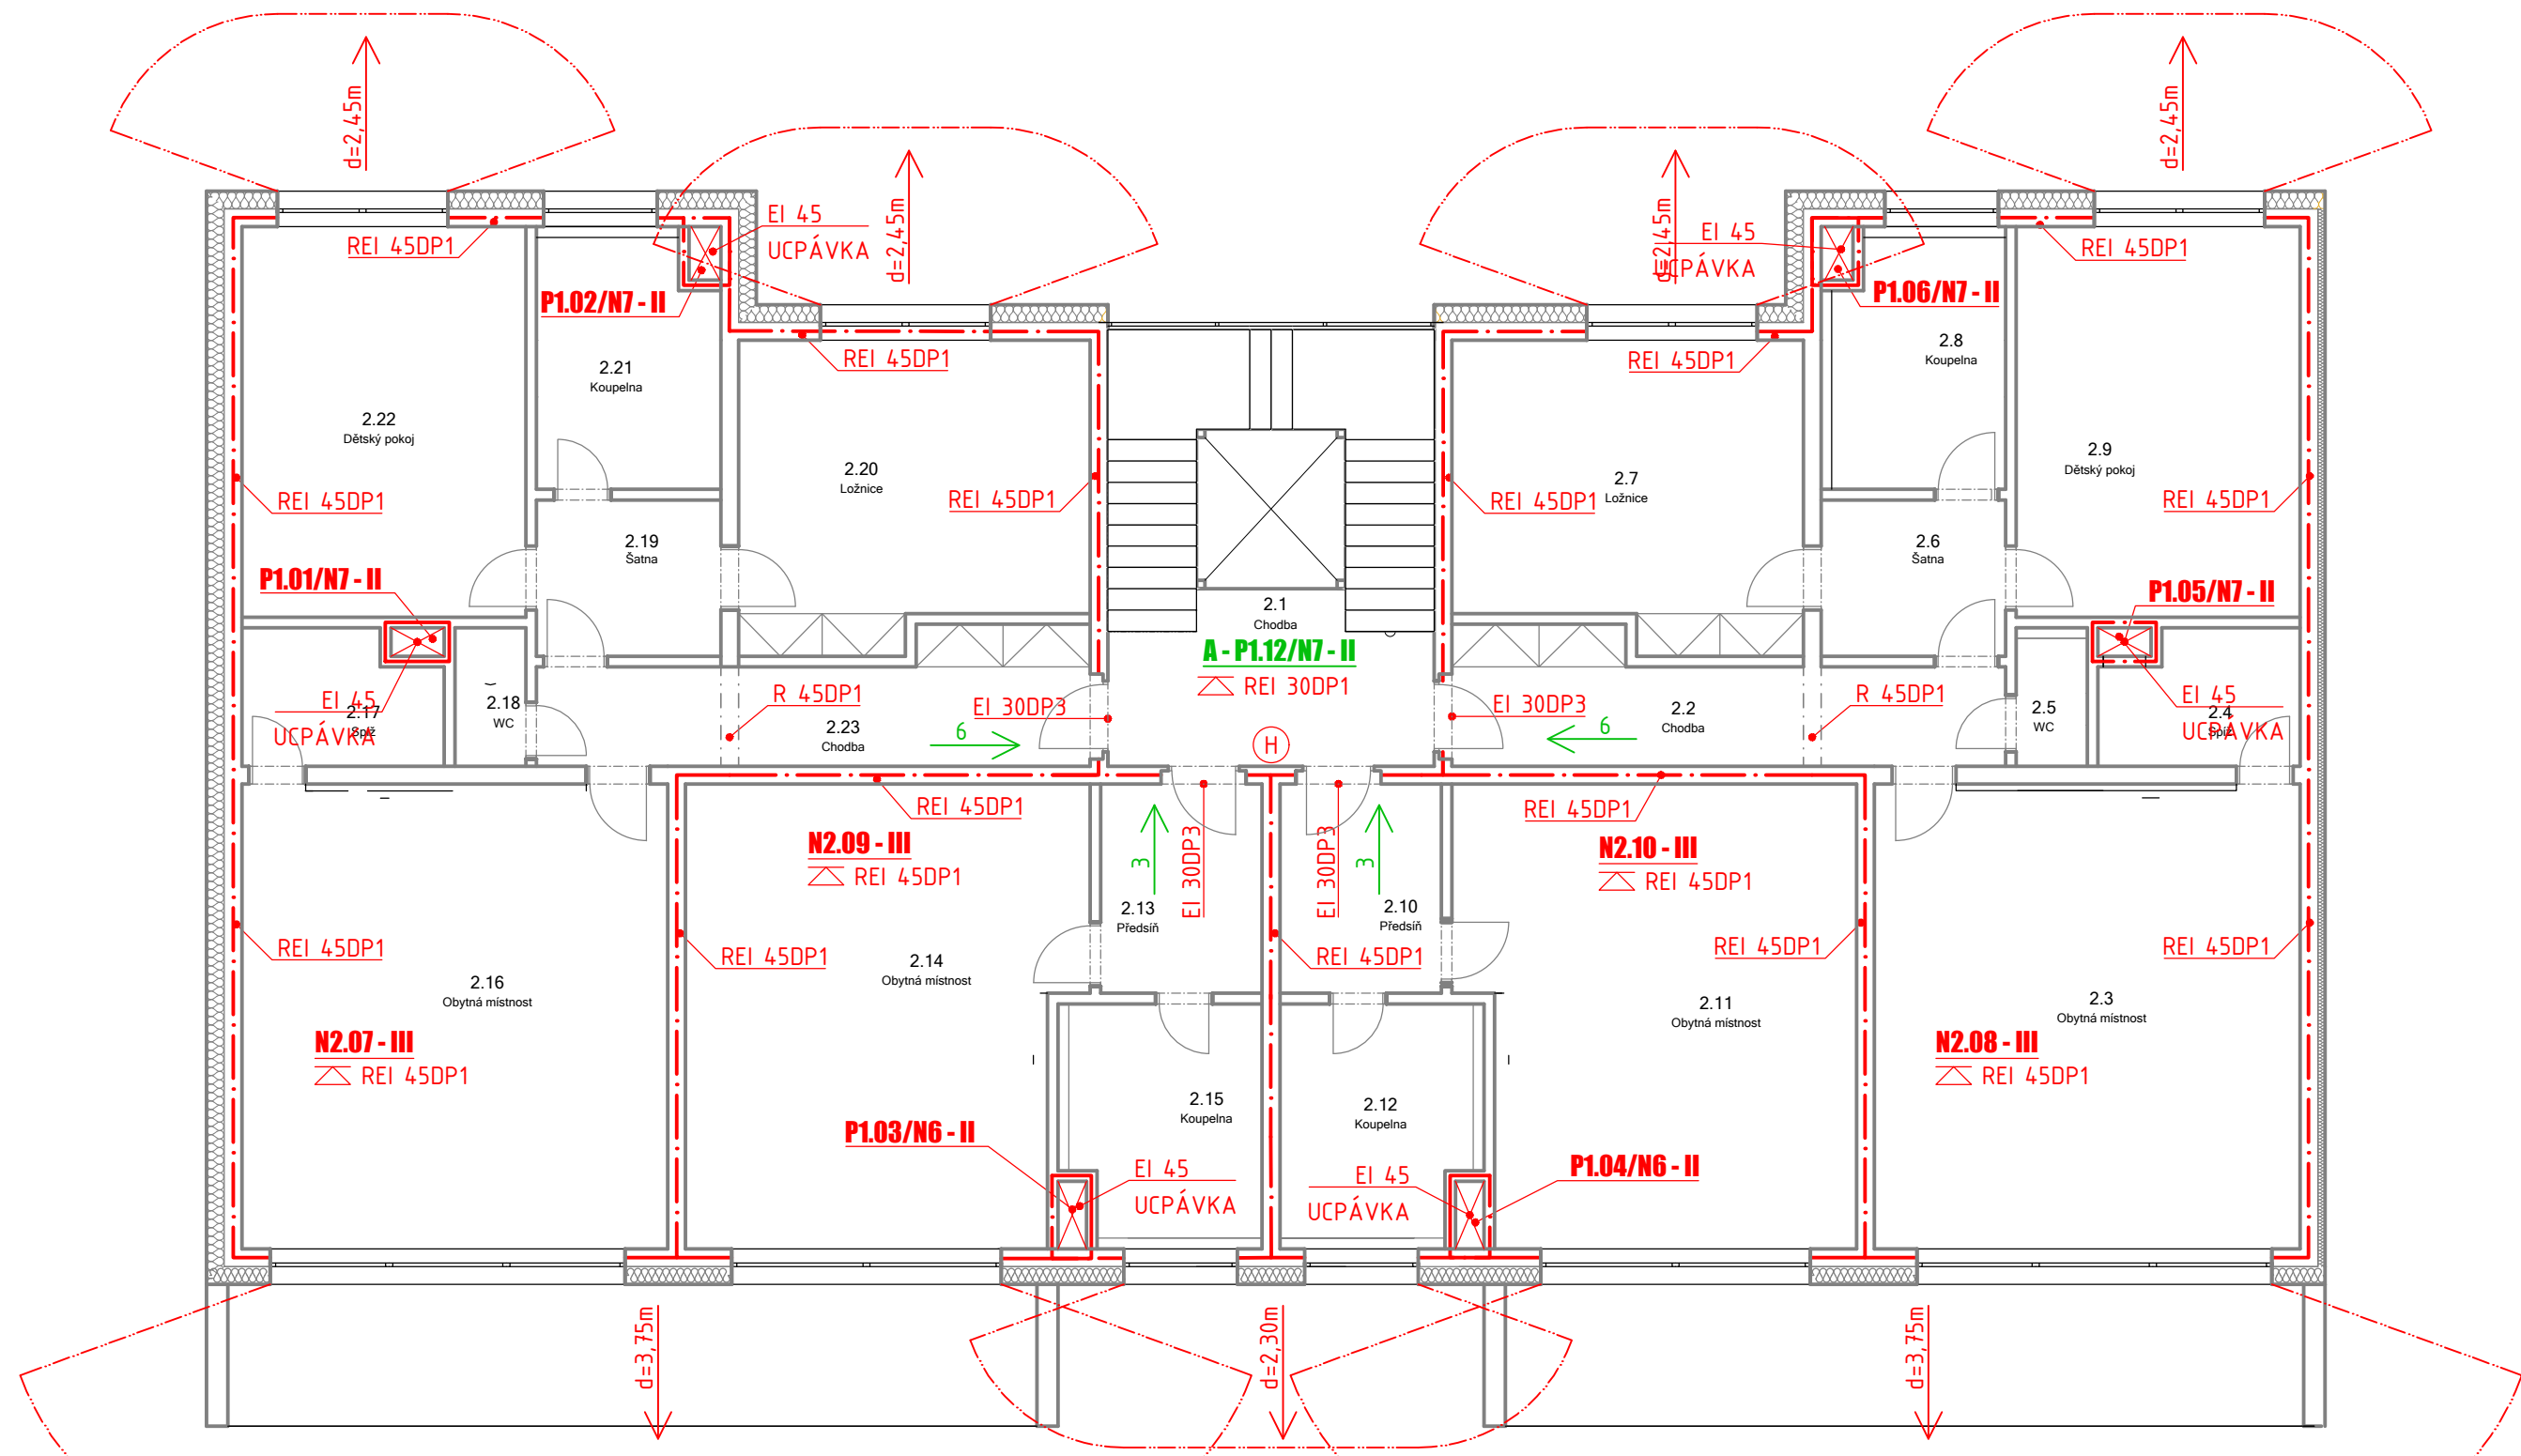 d=2,45m
d=2,45m
d=2,45m
d=2,45m
EI 45
UCPÁVKA
EI 45
UCPÁVKA
REI 45DP1
REI 45DP1
P1.02/N7 - II
P1.06/N7 - II
REI 45DP1
REI 45DP1
2.21
Koupelna
2.8
Koupelna
2.22
Dětský pokoj
2.20
Ložnice
2.7
Ložnice
2.9
Dětský pokoj
REI 45DP1
REI 45DP1
REI 45DP1
REI 45DP1
2.19
Šatna
2.6
Šatna
P1.01/N7 - II
P1.05/N7 - II
2.1
Chodba
A - P1.12/N7 - II
REI 30DP1
EI 45
UCPÁVKA
2.17
Spíž
2.18
WC
R 45DP1
2.23
Chodba
6
EI 30DP3
H
EI 30DP3
6
2.2
Chodba
R 45DP1
2.5
WC
EI 45
UCPÁVKA
2.4
Spíž
REI 45DP1
REI 45DP1
N2.09 - III
REI 45DP1
3
EI 30DP3
EI 30DP3
3
N2.10 - III
REI 45DP1
2.13
Předsíň
2.10
Předsíň
REI 45DP1
REI 45DP1
REI 45DP1
REI 45DP1
REI 45DP1
2.16
Obytná místnost
2.14
Obytná místnost
2.11
Obytná místnost
2.3
Obytná místnost
N2.07 - III
REI 45DP1
N2.08 - III
REI 45DP1
2.15
Koupelna
2.12
Koupelna
P1.03/N6 - II
EI 45
UCPÁVKA
EI 45
UCPÁVKA
P1.04/N6 - II
d=3,75m
d=2,30m
d=3,75m